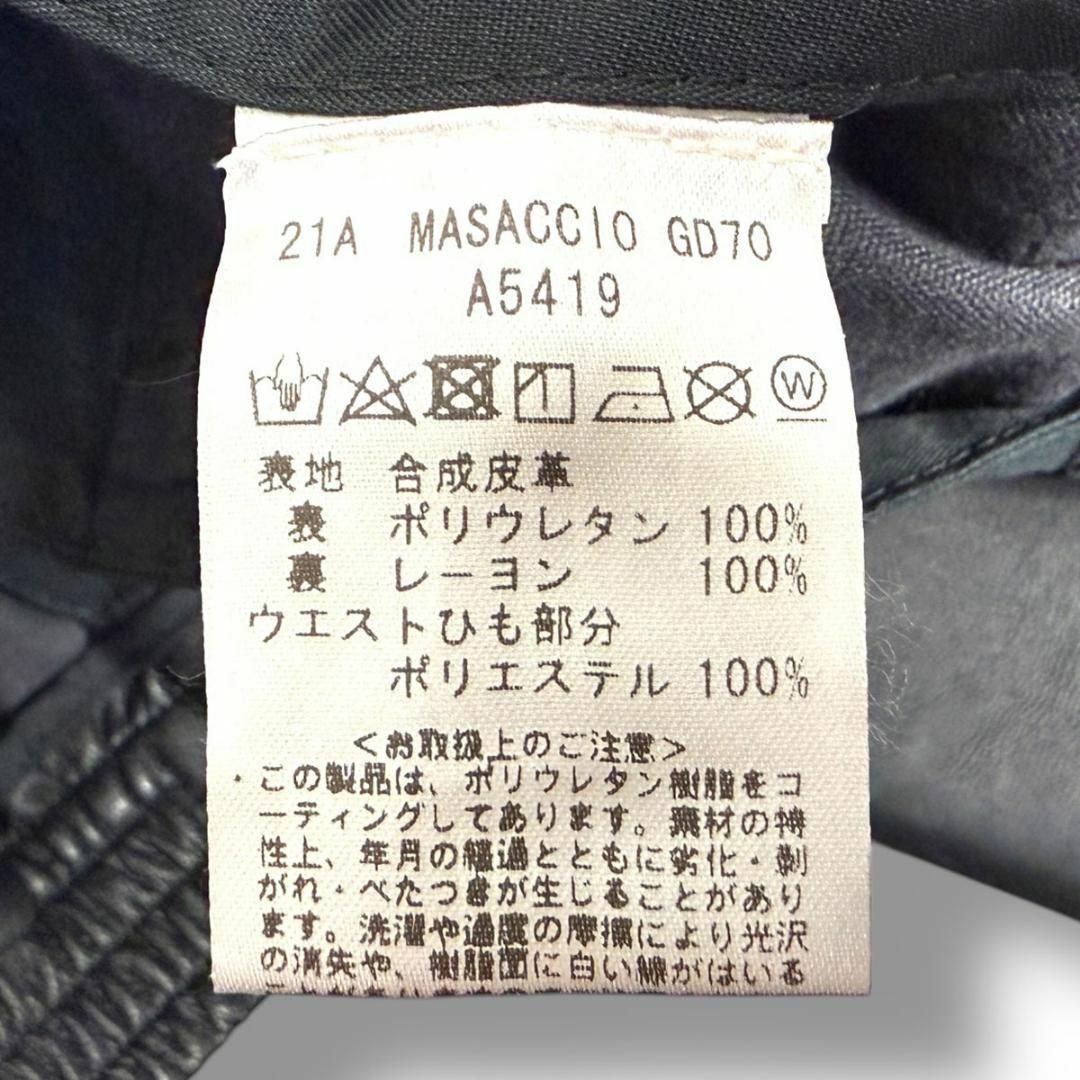 21A MASACCIO GD70
A5419
W
表地 合成皮革
表 ポリウレタン 100%
裏 レーヨン 100%
ウエストひも部分
ポリエステル 100%
<お取扱上のご注意>
・この製品は、ポリウレタン樹脂をコ
ーティングしてあります。素材の特
性上、年月の経過とともに劣化・剥
がれ・べたつきが生じることがあり
ます。洗濯や過度の摩擦により光沢
の消失や、樹脂面に白い線がはいる